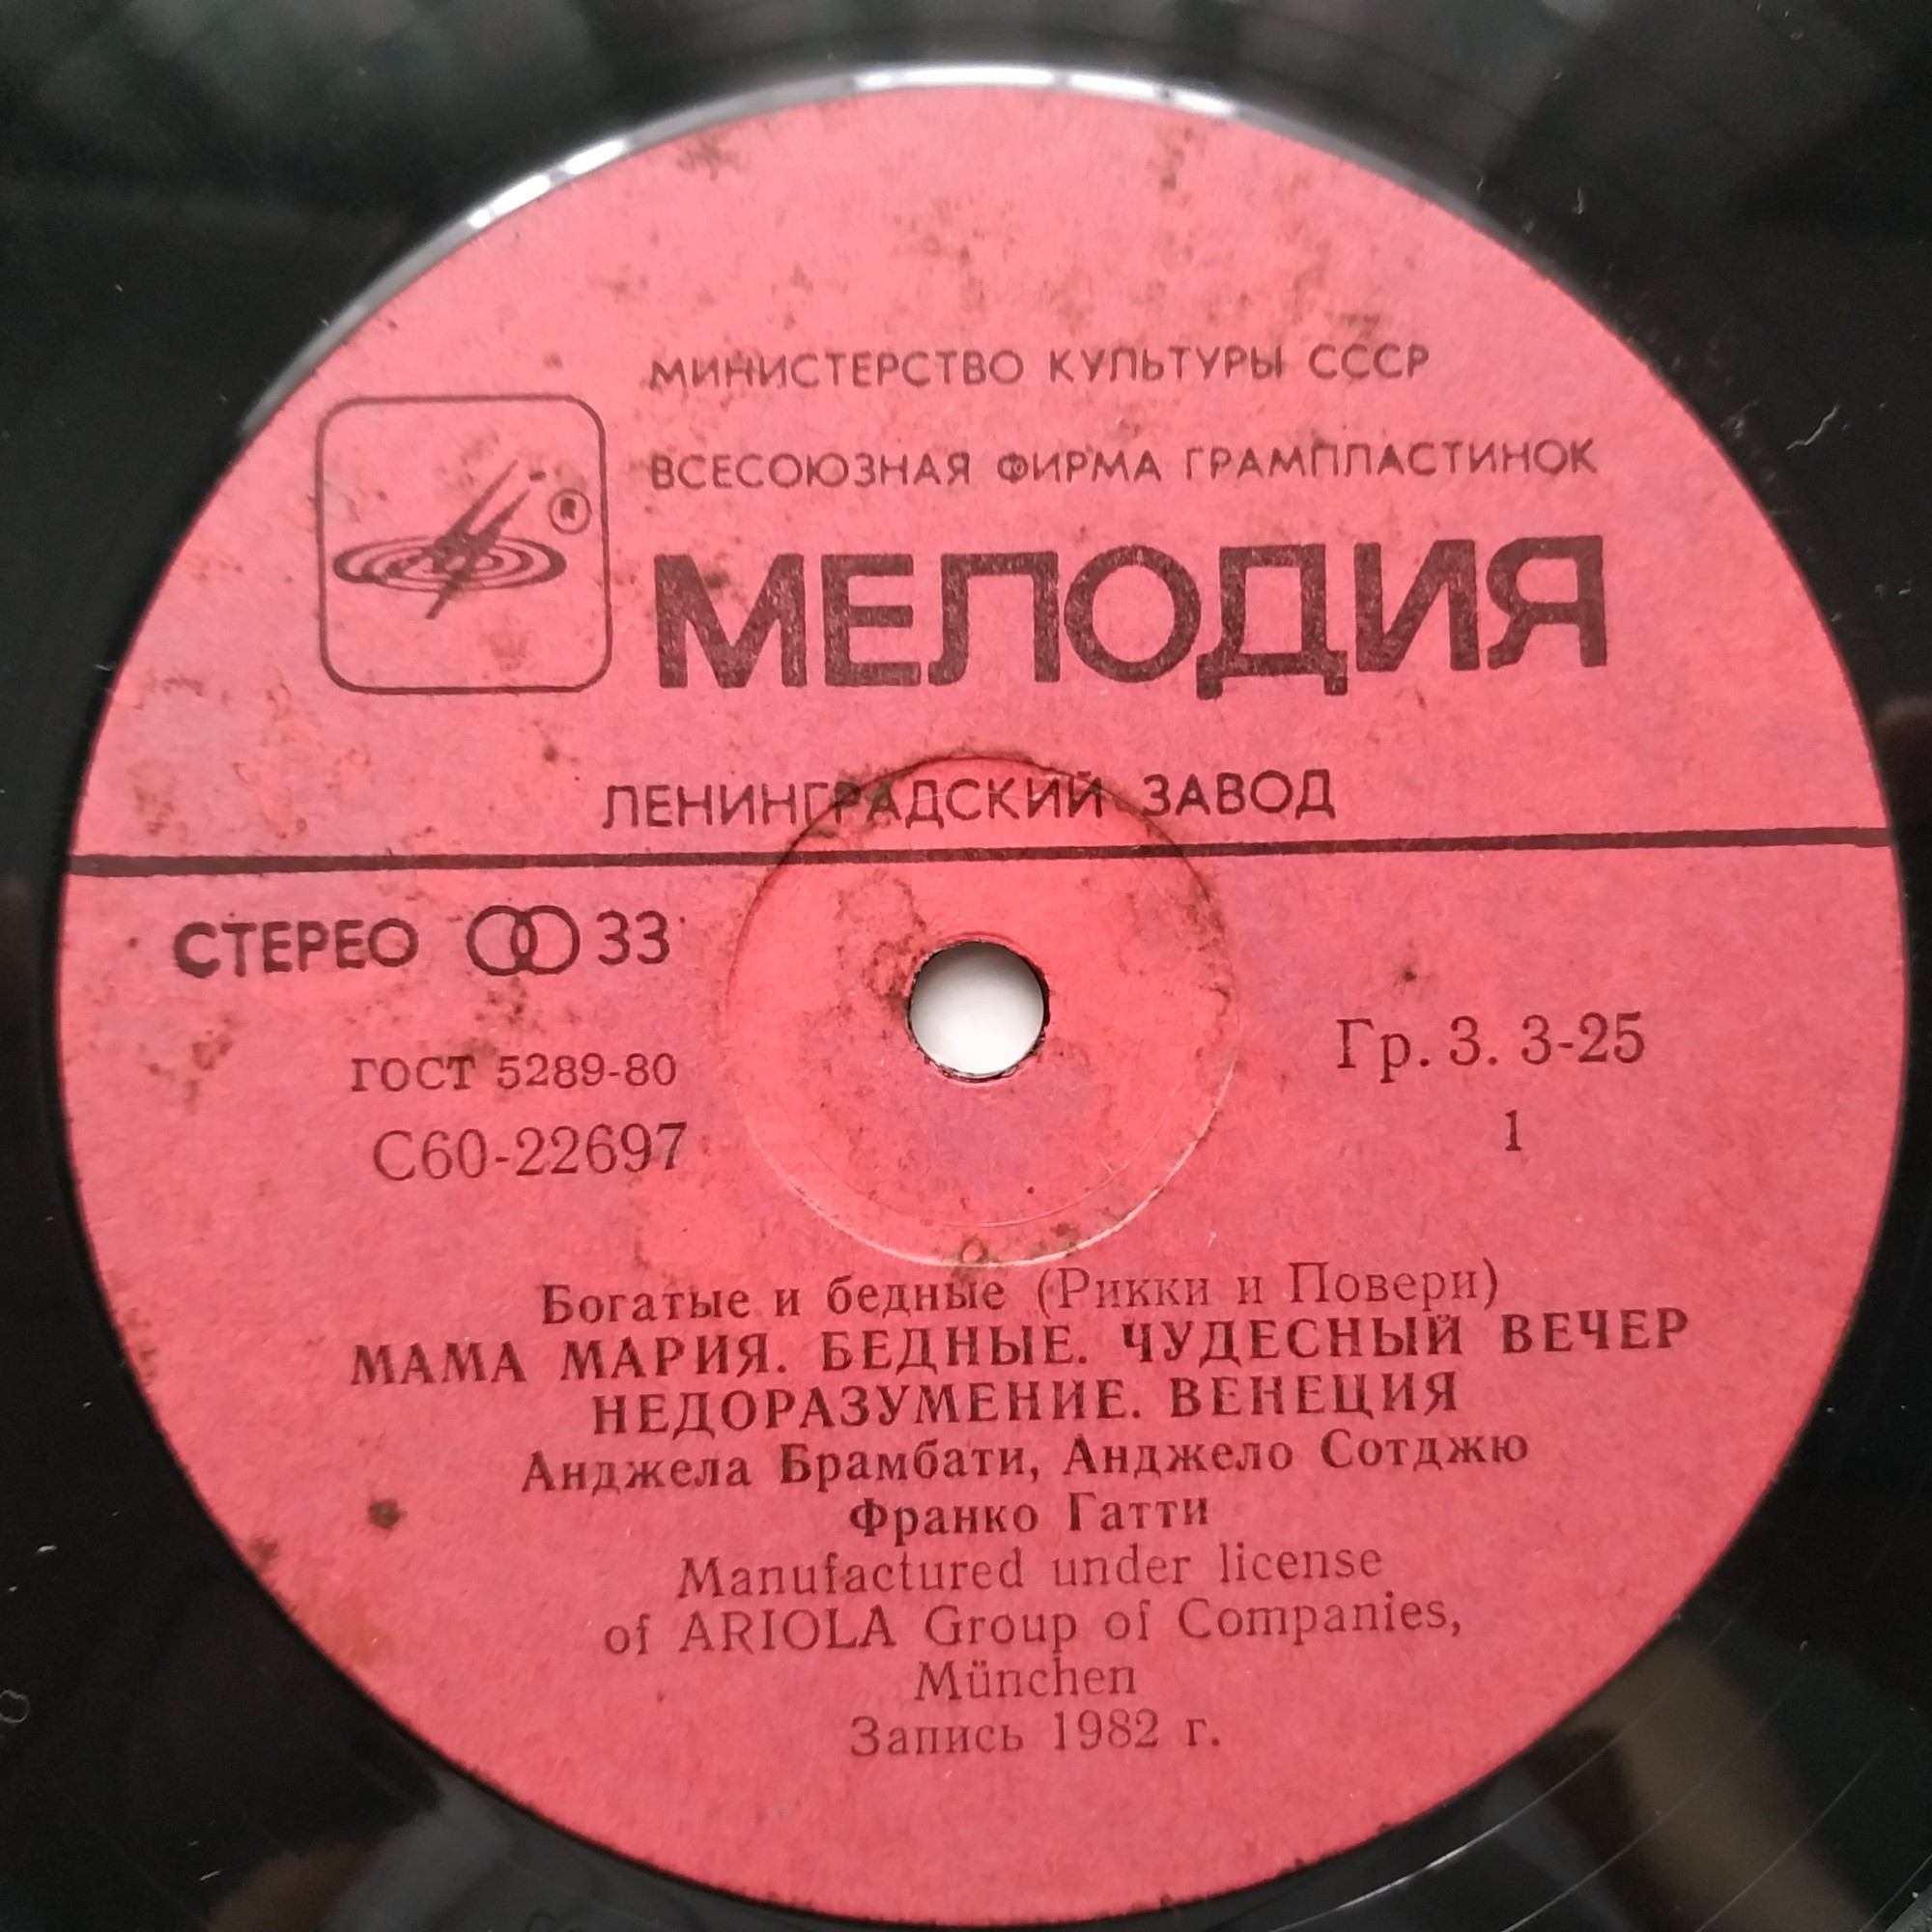 МИНИСТЕРСТВО КУЛЬТУРЫ СССР
ВСЕСОЮЗНАЯ ФИРМА ГРАМПЛАСТИНОК
®
МЕЛОДИЯ
ЛЕНИНГРАДСКИЙ ЗАВОД
СТЕРЕО 33
ГОСТ 5289-80
Гр. 3. 3-25
С60-22697
1
Богатые и бедные (Рикки и Повери)
МАМА МАРИЯ. БЕДНЫЕ. ЧУДЕСНЫЙ ВЕЧЕР
НЕДОРАЗУМЕНИЕ. ВЕНЕЦИЯ
Анджела Брамбати, Анджело Сотджю
Франко Гатти
Manufactured under license
of ARIOLA Group of Companies,
München
Запись 1982 г.